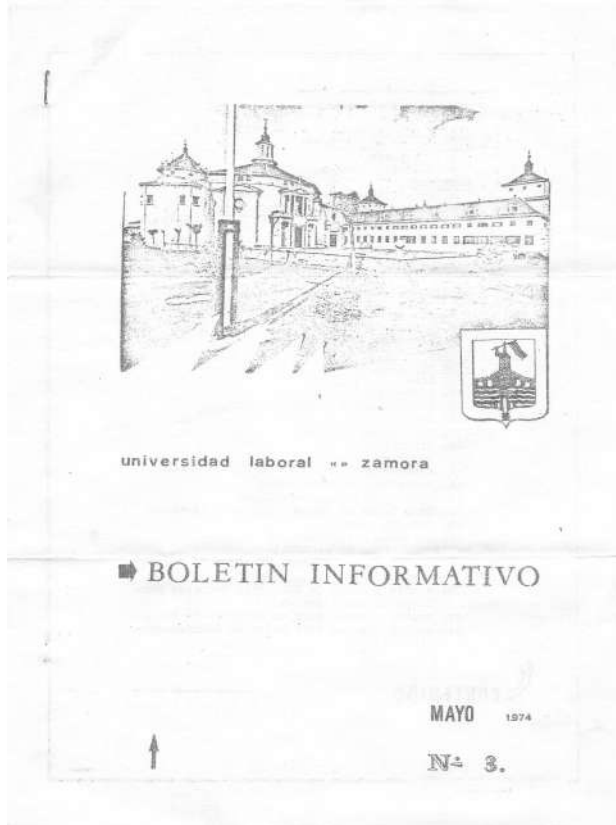 universidad laboral «» zamora
BOLETIN INFORMATIVO
MAYO 1974
Nº 3.